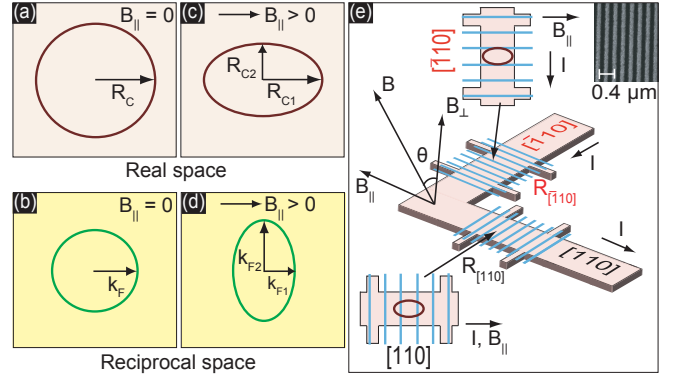 (a)
B|| = 0
R_C
(c)
B|| > 0
R_C2
R_C1
Real space
(b)
B|| = 0
k_F
(d)
B|| > 0
k_F2
k_F1
Reciprocal space
(e)
[1̄10]
B||
I
0.4 μm
B
B⊥
θ
B||
[1̄10]
I
R_[1̄10]
I
R_[110]
[110]
[110]
I, B||